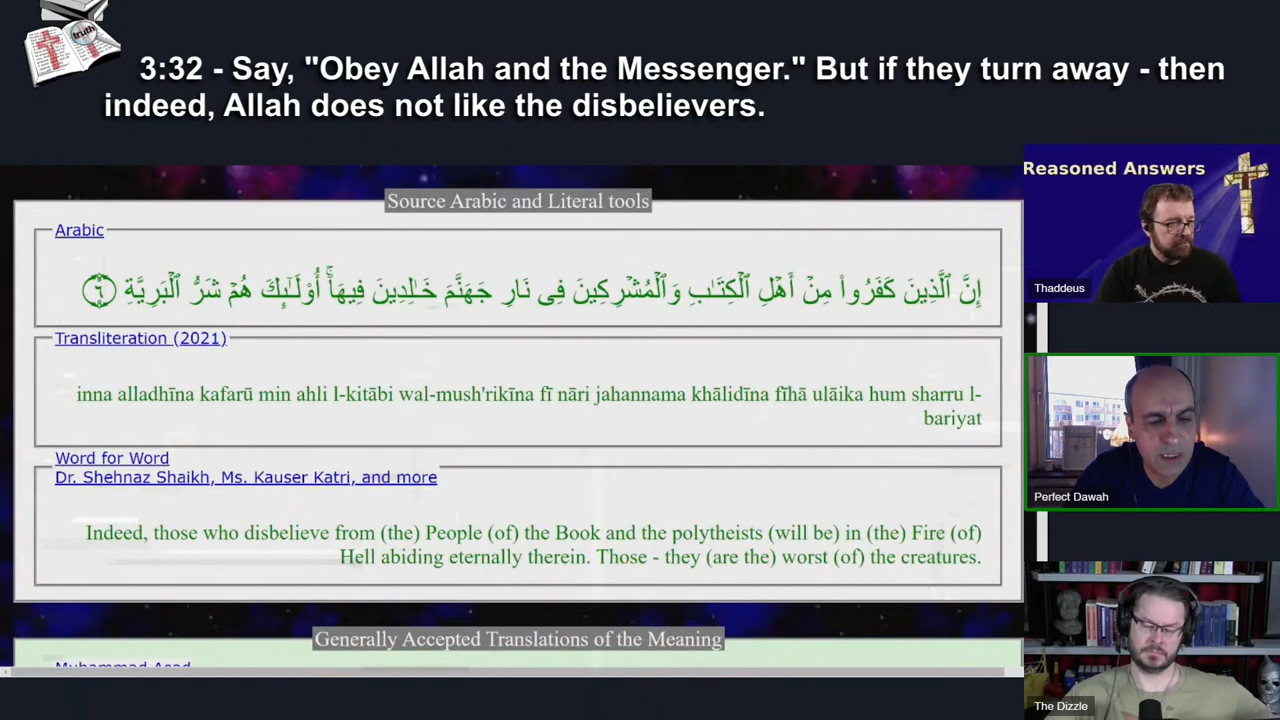 truth
3:32 - Say, "Obey Allah and the Messenger." But if they turn away - then
indeed, Allah does not like the disbelievers.
Source Arabic and Literal tools
Arabic
إِنَّ ٱلَّذِينَ كَفَرُوا۟ مِنْ أَهْلِ ٱلْكِتَـٰبِ وَٱلْمُشْرِكِينَ فِى نَارِ جَهَنَّمَ خَـٰلِدِينَ فِيهَآ ۚ أُو۟لَـٰٓئِكَ هُمْ شَرُّ ٱلْبَرِيَّةِ ٦
Transliteration (2021)
inna alladhīna kafarū min ahli l-kitābi wal-mush'rikīna fī nāri jahannama khālidīna fīhā ulāika hum sharru l-
bariyat
Word for Word
Dr. Shehnaz Shaikh, Ms. Kauser Katri, and more
Indeed, those who disbelieve from (the) People (of) the Book and the polytheists (will be) in (the) Fire (of)
Hell abiding eternally therein. Those - they (are the) worst (of) the creatures.
Generally Accepted Translations of the Meaning
Muhammad Asad
Reasoned Answers
Thaddeus
Perfect Dawah
The Dizzle